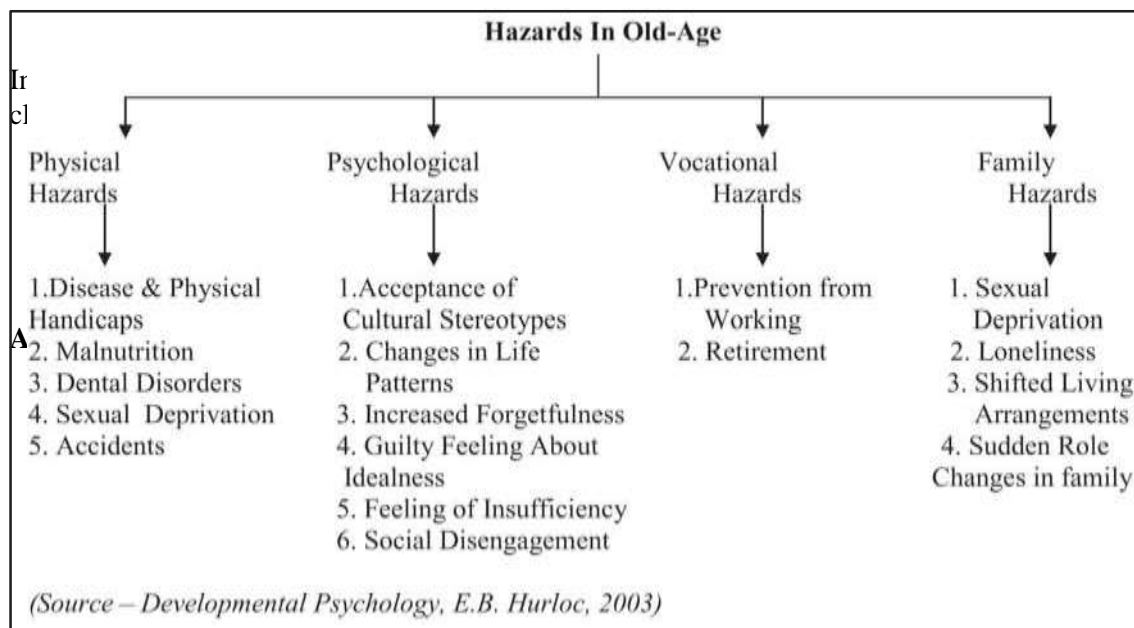 Hazards In Old-Age
Physical
Hazards
Psychological
Hazards
Vocational
Hazards
Family
Hazards
1.Disease & Physical
Handicaps
2. Malnutrition
3. Dental Disorders
4. Sexual Deprivation
5. Accidents
1.Acceptance of
Cultural Stereotypes
2. Changes in Life
Patterns
3. Increased Forgetfulness
4. Guilty Feeling About
Idealness
5. Feeling of Insufficiency
6. Social Disengagement
1.Prevention from
Working
2. Retirement
1. Sexual
Deprivation
2. Loneliness
3. Shifted Living
Arrangements
4. Sudden Role
Changes in family
(Source – Developmental Psychology, E.B. Hurloc, 2003)